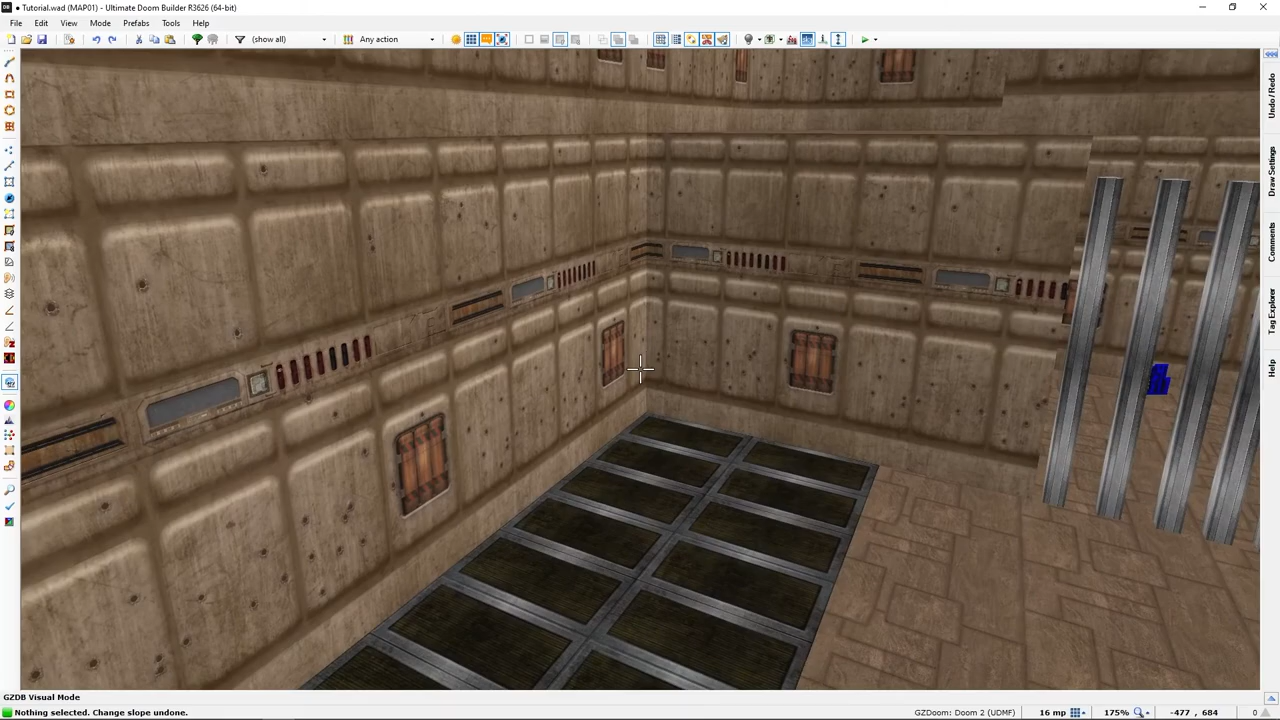 Tutorial.wad (MAP01) - Ultimate Doom Builder R3626 (64-bit)
File Edit View Mode Prefabs Tools Help
(show all) Any action
Undo / Redo
Draw Settings
Comments
Tag Explorer
Help
GZDB Visual Mode
Nothing selected. Change slope undone.
GZDoom: Doom 2 (UDMF) 16 mp 175% -477 , 684 0